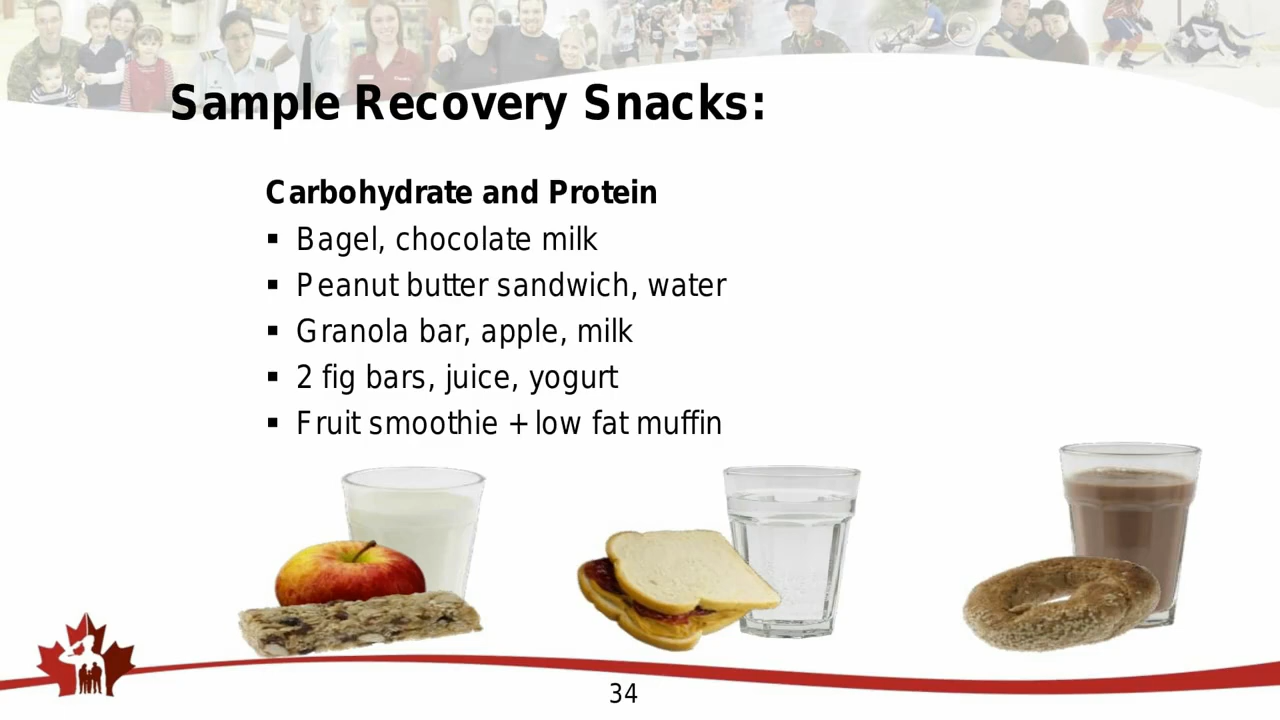 Sample Recovery Snacks:
Carbohydrate and Protein
▪ Bagel, chocolate milk
▪ Peanut butter sandwich, water
▪ Granola bar, apple, milk
▪ 2 fig bars, juice, yogurt
▪ Fruit smoothie + low fat muffin
34